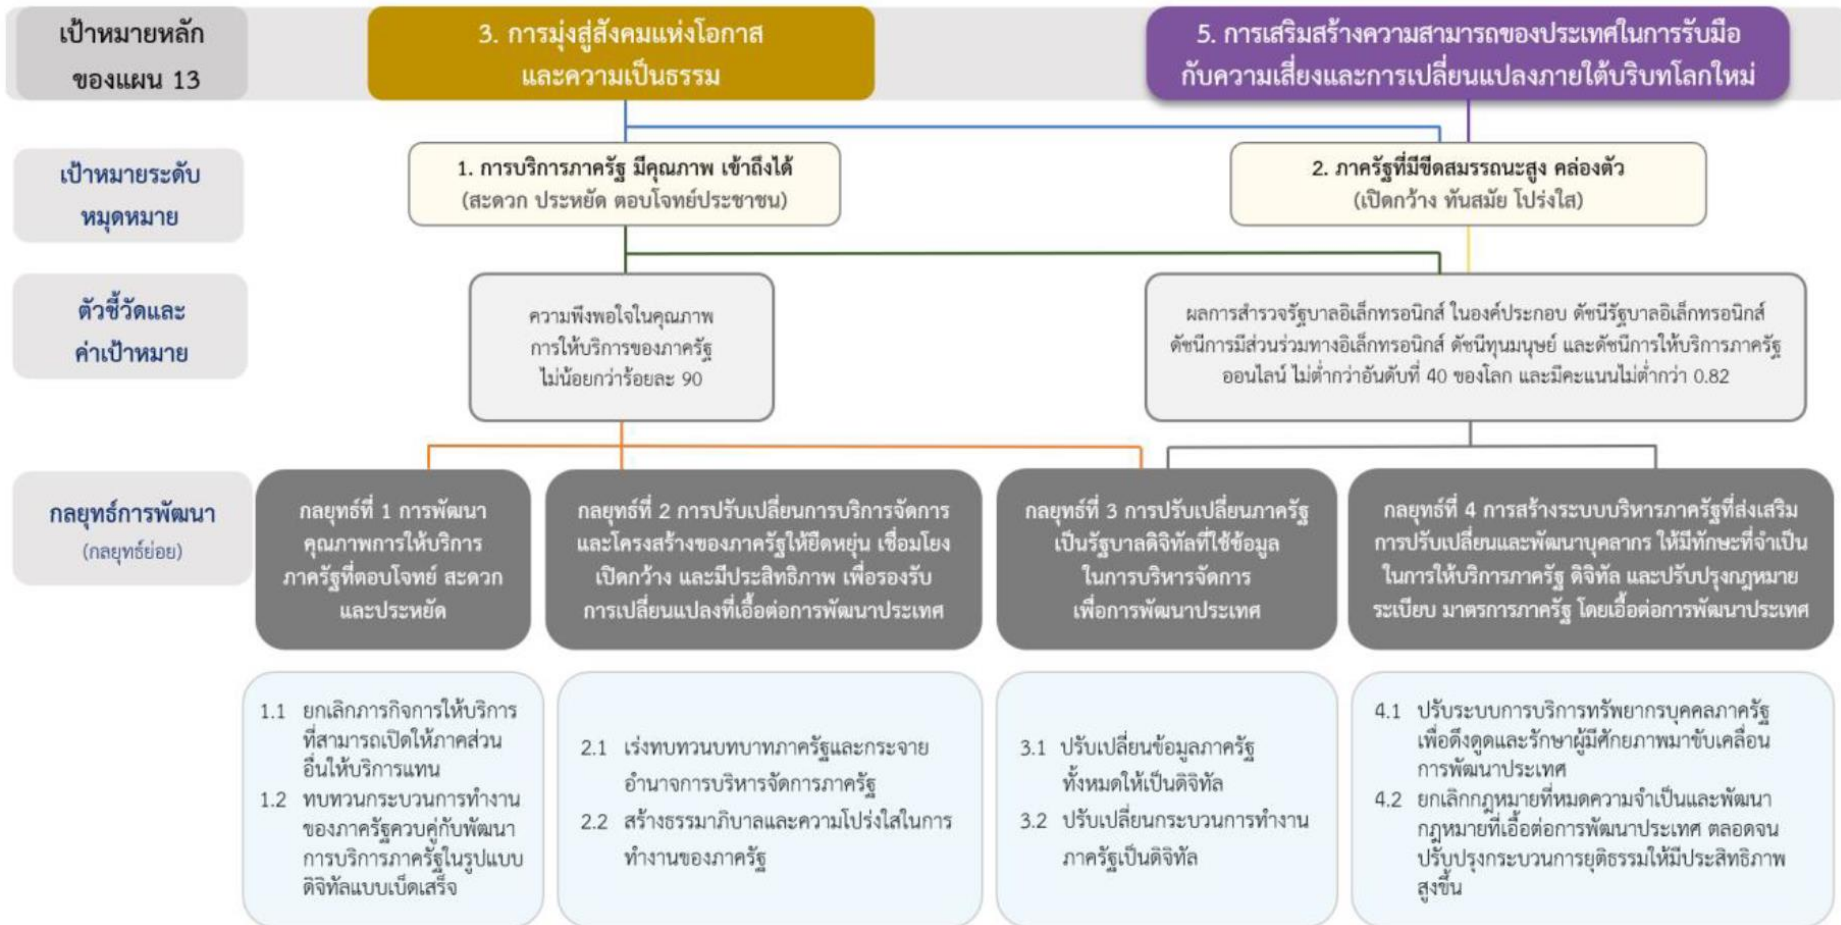 เป้าหมายหลัก
ของแผน 13
3. การมุ่งสู่สังคมแห่งโอกาส
และความเป็นธรรม
5. การเสริมสร้างความสามารถของประเทศในการรับมือ
กับความเสี่ยงและการเปลี่ยนแปลงภายใต้บริบทโลกใหม่
เป้าหมายระดับ
หมุดหมาย
1. การบริการภาครัฐ มีคุณภาพ เข้าถึงได้
(สะดวก ประหยัด ตอบโจทย์ประชาชน)
2. ภาครัฐที่มีขีดสมรรถนะสูง คล่องตัว
(เปิดกว้าง ทันสมัย โปร่งใส)
ตัวชี้วัดและ
ค่าเป้าหมาย
ความพึงพอใจในคุณภาพ
การให้บริการของภาครัฐ
ไม่น้อยกว่าร้อยละ 90
ผลการสำรวจรัฐบาลอิเล็กทรอนิกส์ ในองค์ประกอบ ดัชนีรัฐบาลอิเล็กทรอนิกส์
ดัชนีการมีส่วนร่วมทางอิเล็กทรอนิกส์ ดัชนีทุนมนุษย์ และดัชนีการให้บริการภาครัฐ
ออนไลน์ ไม่ต่ำกว่าอันดับที่ 40 ของโลก และมีคะแนนไม่ต่ำกว่า 0.82
กลยุทธ์การพัฒนา
(กลยุทธ์ย่อย)
กลยุทธ์ที่ 1 การพัฒนา
คุณภาพการให้บริการ
ภาครัฐที่ตอบโจทย์ สะดวก
และประหยัด
กลยุทธ์ที่ 2 การปรับเปลี่ยนการบริการจัดการ
และโครงสร้างของภาครัฐให้ยืดหยุ่น เชื่อมโยง
เปิดกว้าง และมีประสิทธิภาพ เพื่อรองรับ
การเปลี่ยนแปลงที่เอื้อต่อการพัฒนาประเทศ
กลยุทธ์ที่ 3 การปรับเปลี่ยนภาครัฐ
เป็นรัฐบาลดิจิทัลที่ใช้ข้อมูล
ในการบริหารจัดการ
เพื่อการพัฒนาประเทศ
กลยุทธ์ที่ 4 การสร้างระบบบริหารภาครัฐที่ส่งเสริม
การปรับเปลี่ยนและพัฒนาบุคลากร ให้มีทักษะที่จำเป็น
ในการให้บริการภาครัฐ ดิจิทัล และปรับปรุงกฎหมาย
ระเบียบ มาตรการภาครัฐ โดยเอื้อต่อการพัฒนาประเทศ
1.1 ยกเลิกภารกิจการให้บริการ
ที่สามารถเปิดให้ภาคส่วน
อื่นให้บริการแทน
1.2 ทบทวนกระบวนการทำงาน
ของภาครัฐควบคู่กับพัฒนา
การบริการภาครัฐในรูปแบบ
ดิจิทัลแบบเบ็ดเสร็จ
2.1 เร่งทบทวนบทบาทภาครัฐและกระจาย
อำนาจการบริหารจัดการภาครัฐ
2.2 สร้างธรรมาภิบาลและความโปร่งใสในการ
ทำงานของภาครัฐ
3.1 ปรับเปลี่ยนข้อมูลภาครัฐ
ทั้งหมดให้เป็นดิจิทัล
3.2 ปรับเปลี่ยนกระบวนการทำงาน
ภาครัฐเป็นดิจิทัล
4.1 ปรับระบบการบริการทรัพยากรบุคคลภาครัฐ
เพื่อดึงดูดและรักษาผู้มีศักยภาพมาขับเคลื่อน
การพัฒนาประเทศ
4.2 ยกเลิกกฎหมายที่หมดความจำเป็นและพัฒนา
กฎหมายที่เอื้อต่อการพัฒนาประเทศ ตลอดจน
ปรับปรุงกระบวนการยุติธรรมให้มีประสิทธิภาพ
สูงขึ้น